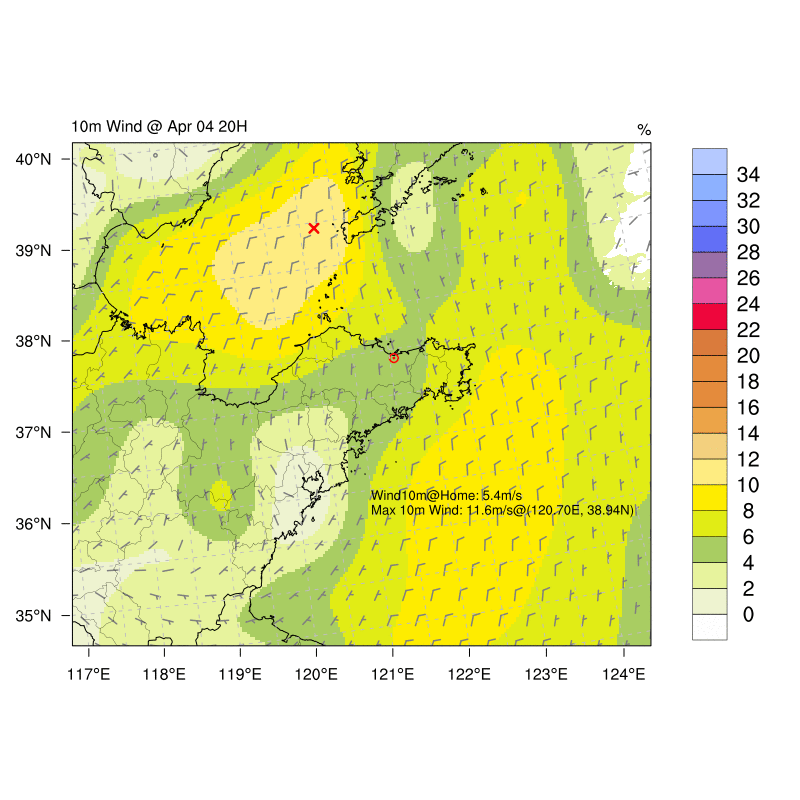 10m Wind @ Apr 04 20H
%
40°N
39°N
38°N
37°N
36°N
35°N
117°E
118°E
119°E
120°E
121°E
122°E
123°E
124°E
Wind10m@Home: 5.4m/s
Max 10m Wind: 11.6m/s@(120.70E, 38.94N)
34
32
30
28
26
24
22
20
18
16
14
12
10
8
6
4
2
0